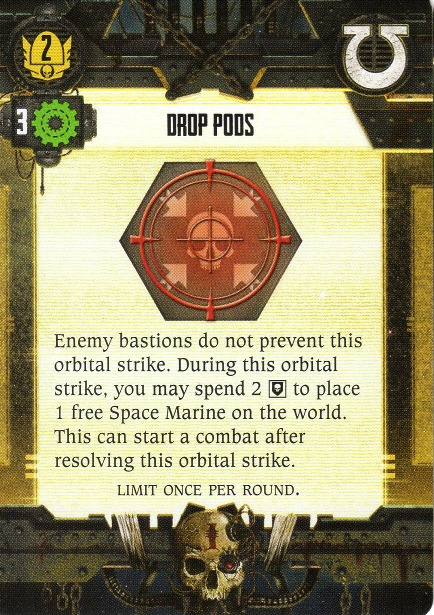 2
3
DROP PODS
Enemy bastions do not prevent this
orbital strike. During this orbital
strike, you may spend 2 to place
1 free Space Marine on the world.
This can start a combat after
resolving this orbital strike.
LIMIT ONCE PER ROUND.